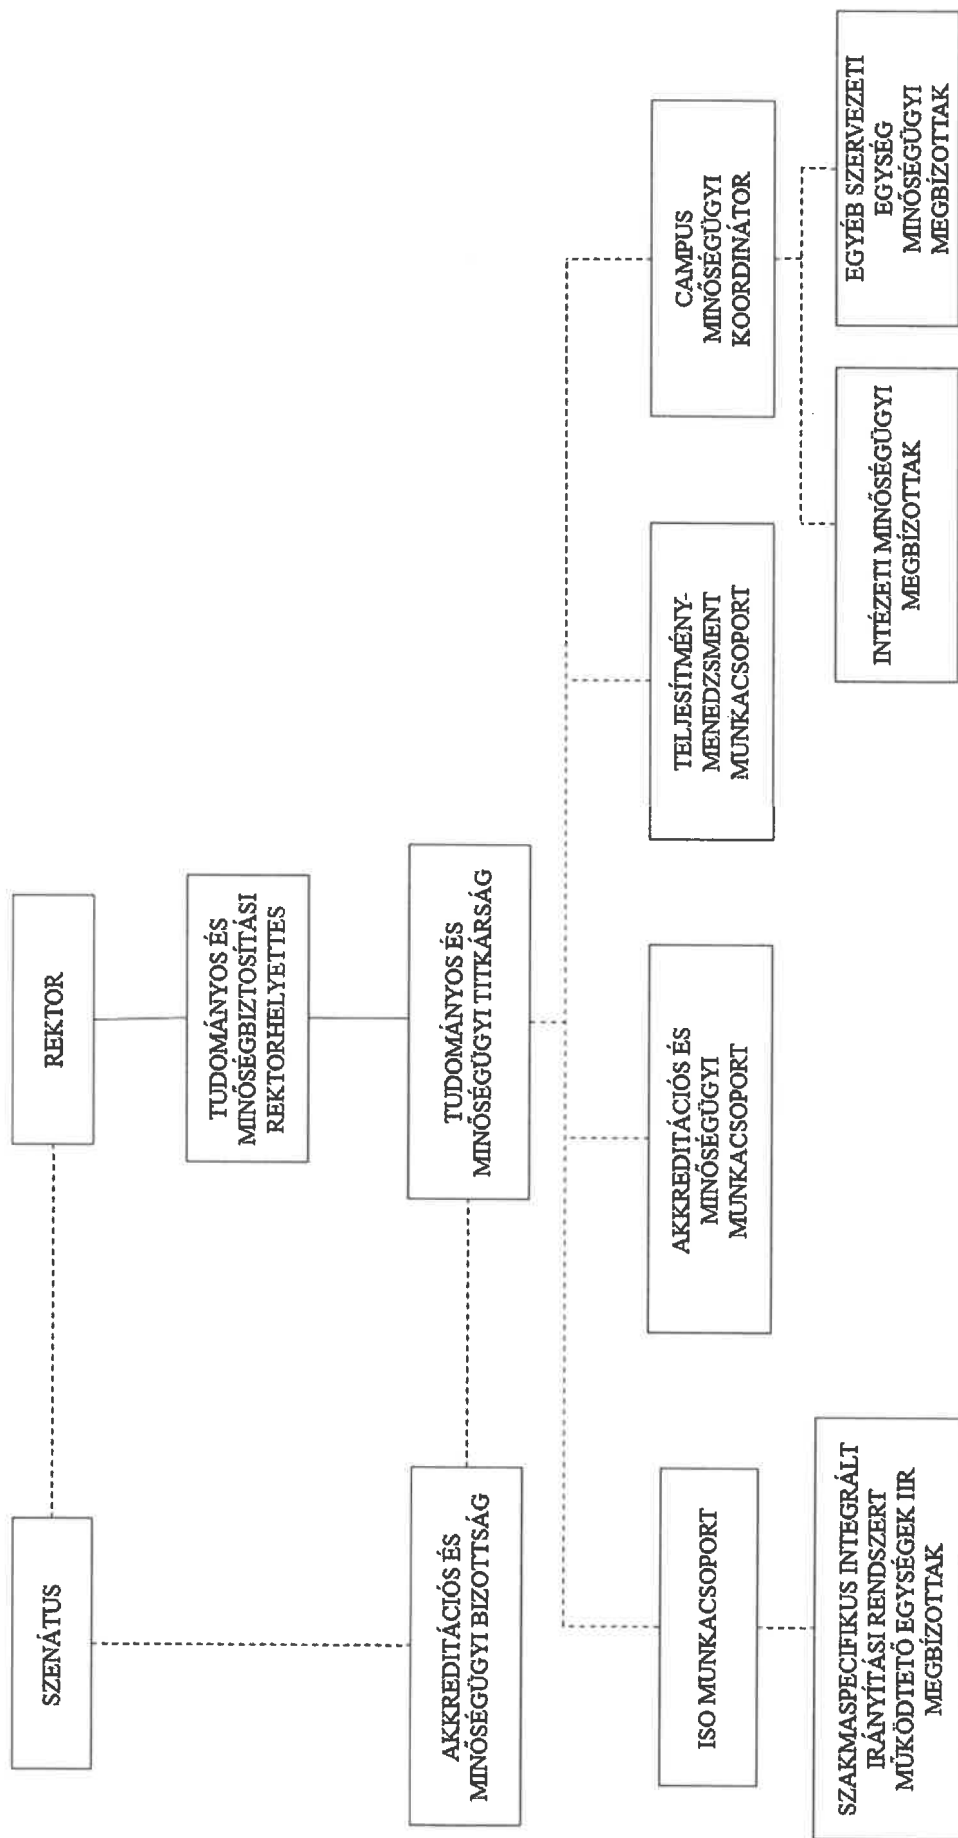 SZENÁTUS
REKTOR
TUDOMÁNYOS ÉS
MINŐSÉGBIZTOSÍTÁSI
REKTORHELYETTES
AKKREDITÁCIÓS ÉS
MINŐSÉGÜGYI BIZOTTSÁG
TUDOMÁNYOS ÉS
MINŐSÉGÜGYI TITKÁRSÁG
ISO MUNKACSOPORT
AKKREDITÁCIÓS ÉS
MINŐSÉGÜGYI
MUNKACSOPORT
TELJESÍTMÉNY-
MENEDZSMENT
MUNKACSOPORT
CAMPUS
MINŐSÉGÜGYI
KOORDINÁTOR
SZAKMASPECIFIKUS INTEGRÁLT
IRÁNYÍTÁSI RENDSZERT
MŰKÖDTETŐ EGYSÉGEK IIR
MEGBÍZOTTAK
INTÉZETI MINŐSÉGÜGYI
MEGBÍZOTTAK
EGYÉB SZERVEZETI
EGYSÉG
MINŐSÉGÜGYI
MEGBÍZOTTAK